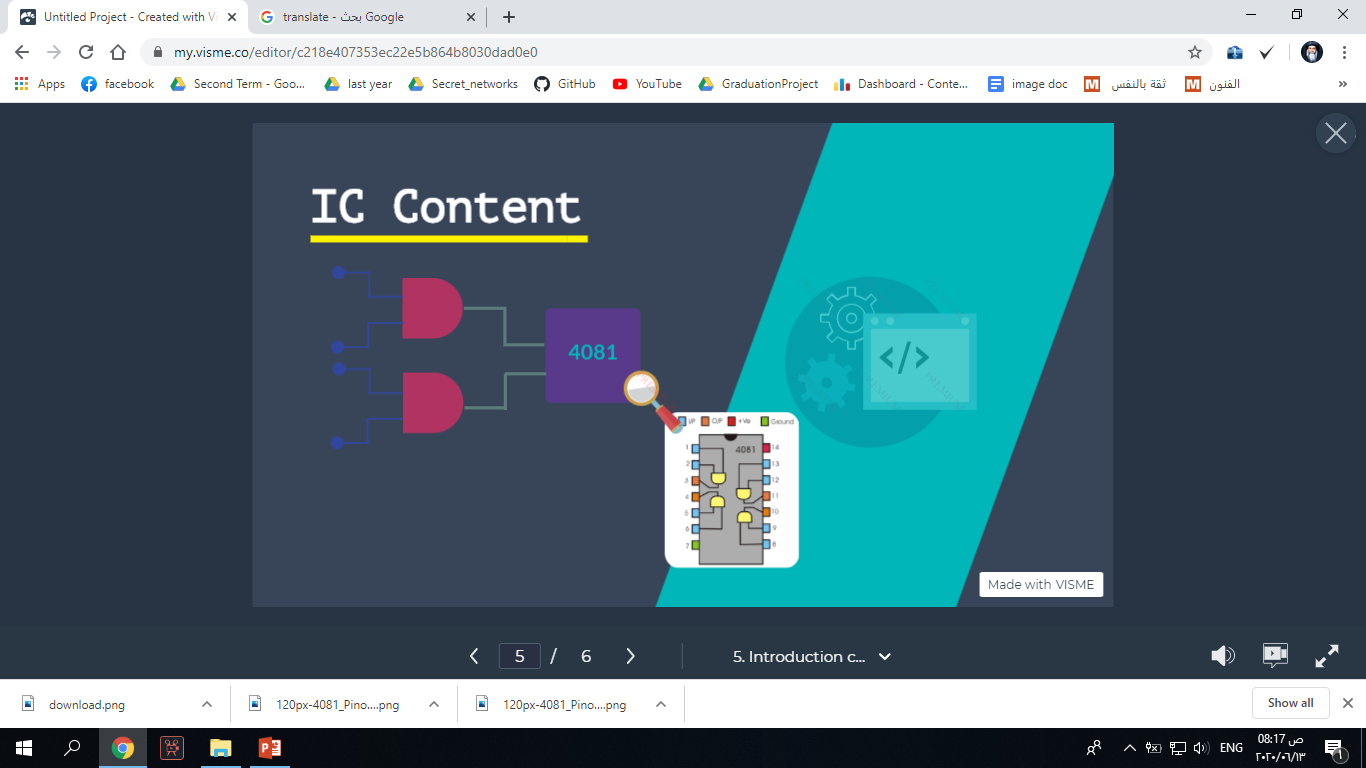 Untitled Project - Created with Vi
translate - بحث Google
my.visme.co/editor/c218e407353ec22e5b864b8030dad0e0
Apps
facebook
Second Term - Goo...
last year
Secret_networks
GitHub
YouTube
GraduationProject
Dashboard - Conte...
image doc
ثقة بالنفس
الفنون
»
IC Content
4081
I/P O/P +Ve Ground
4081
1 14
2 13
3 12
4 11
5 10
6 9
7 8
</>
Made with VISME
5 / 6
5. Introduction c...
download.png
120px-4081_Pino....png
120px-4081_Pino....png
Show all
ENG
08:17 ص
٢٠٢٠/٠٦/١٣
1